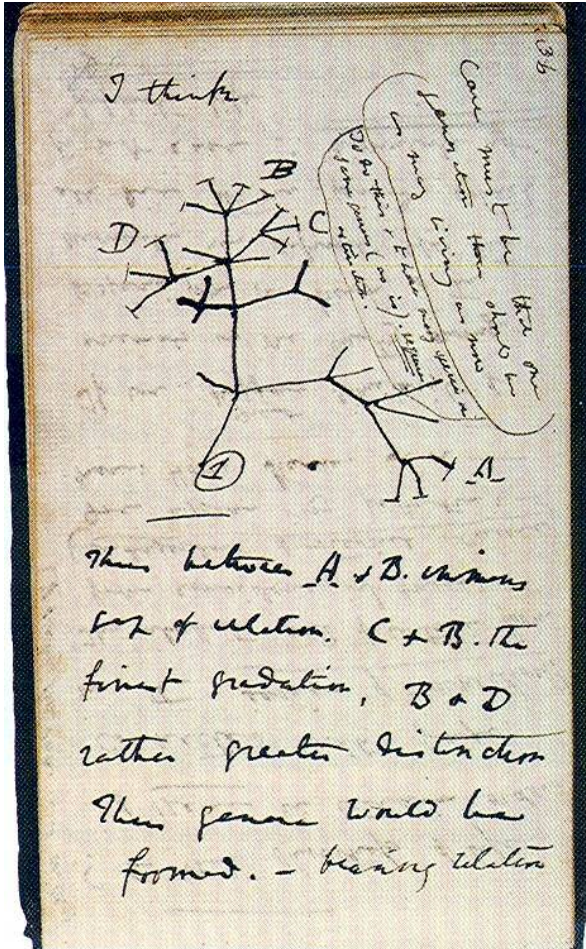 36
I think
Case must be that one
generation then should be
as many living as now
To do this & to have many species in
same genus (as is). requires
extinction.
B
C
D
A
1
Thus between A & B. immens
gap of relation. C & B. the
finest gradation, B & D
rather greater distinction
Thus genera would be
formed. — bearing relation